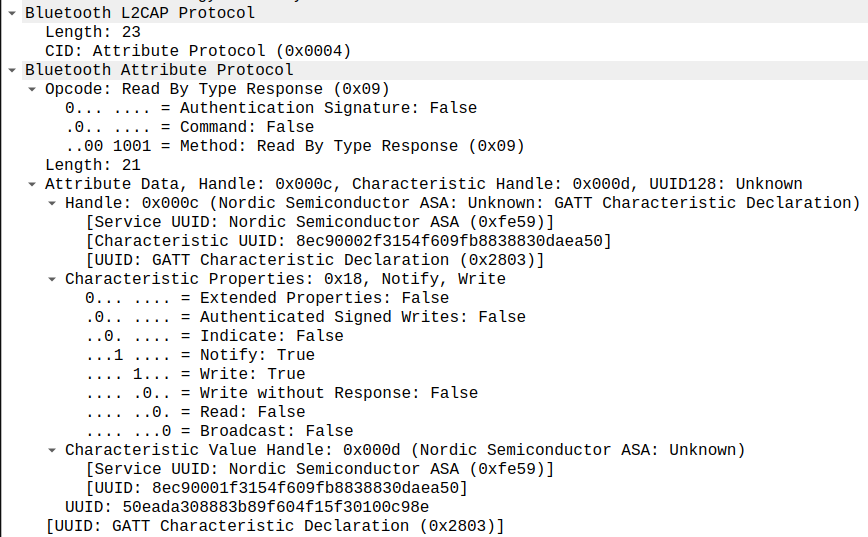 Bluetooth L2CAP Protocol
Length: 23
CID: Attribute Protocol (0x0004)
Bluetooth Attribute Protocol
Opcode: Read By Type Response (0x09)
0... .... = Authentication Signature: False
.0.. .... = Command: False
..00 1001 = Method: Read By Type Response (0x09)
Length: 21
Attribute Data, Handle: 0x000c, Characteristic Handle: 0x000d, UUID128: Unknown
Handle: 0x000c (Nordic Semiconductor ASA: Unknown: GATT Characteristic Declaration)
[Service UUID: Nordic Semiconductor ASA (0xfe59)]
[Characteristic UUID: 8ec90002f3154f609fb8838830daea50]
[UUID: GATT Characteristic Declaration (0x2803)]
Characteristic Properties: 0x18, Notify, Write
0... .... = Extended Properties: False
.0.. .... = Authenticated Signed Writes: False
..0. .... = Indicate: False
...1 .... = Notify: True
.... 1... = Write: True
.... .0.. = Write without Response: False
.... ..0. = Read: False
.... ...0 = Broadcast: False
Characteristic Value Handle: 0x000d (Nordic Semiconductor ASA: Unknown)
[Service UUID: Nordic Semiconductor ASA (0xfe59)]
[UUID: 8ec90001f3154f609fb8838830daea50]
UUID: 50eada308883b89f604f15f30100c98e
[UUID: GATT Characteristic Declaration (0x2803)]